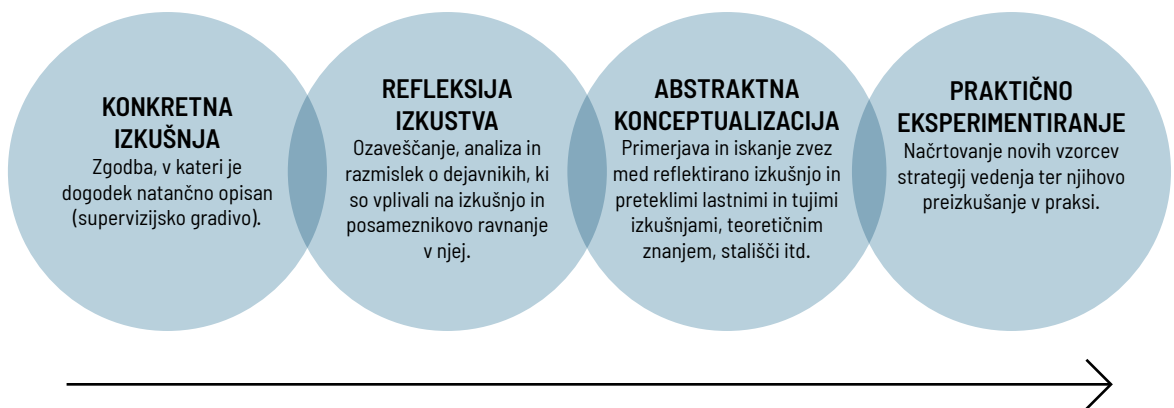 KONKRETNA
IZKUŠNJA
Zgodba, v kateri je
dogodek natančno opisan
(supervizijsko gradivo).
REFLEKSIJA
IZKUSTVA
Ozaveščanje, analiza in
razmislek o dejavnikih, ki
so vplivali na izkušnjo in
posameznikovo ravnanje
v njej.
ABSTRAKTNA
KONCEPTUALIZACIJA
Primerjava in iskanje zvez
med reflektirano izkušnjo in
preteklimi lastnimi in tujimi
izkušnjami, teoretičnim
znanjem, stališči itd.
PRAKTIČNO
EKSPERIMENTIRANJE
Načrtovanje novih vzorcev
strategij vedenja ter njihovo
preizkušanje v praksi.